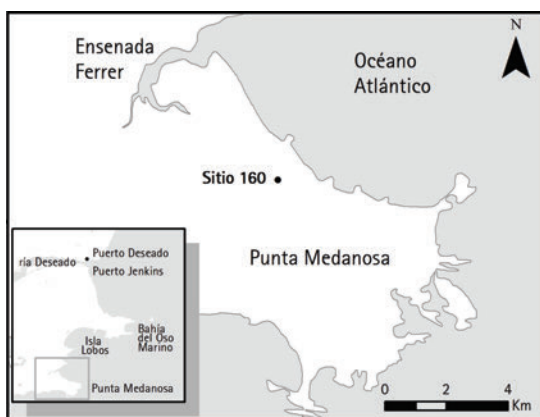 Ensenada
Ferrer
Océano
Atlántico
N
Sitio 160
Punta Medanosa
ría Deseado
Puerto Deseado
Puerto Jenkins
Isla
Lobos
Bahía
del Oso
Marino
Punta Medanosa
0 2 4
Km